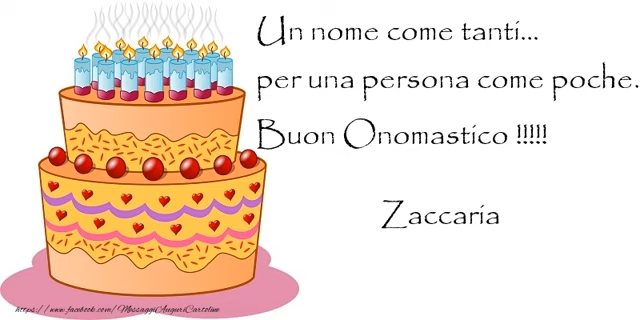 Un nome come tanti...
per una persona come poche.
Buon Onomastico !!!!!
Zaccaria
https://www.facebook.com/MessaggiAuguriCartoline